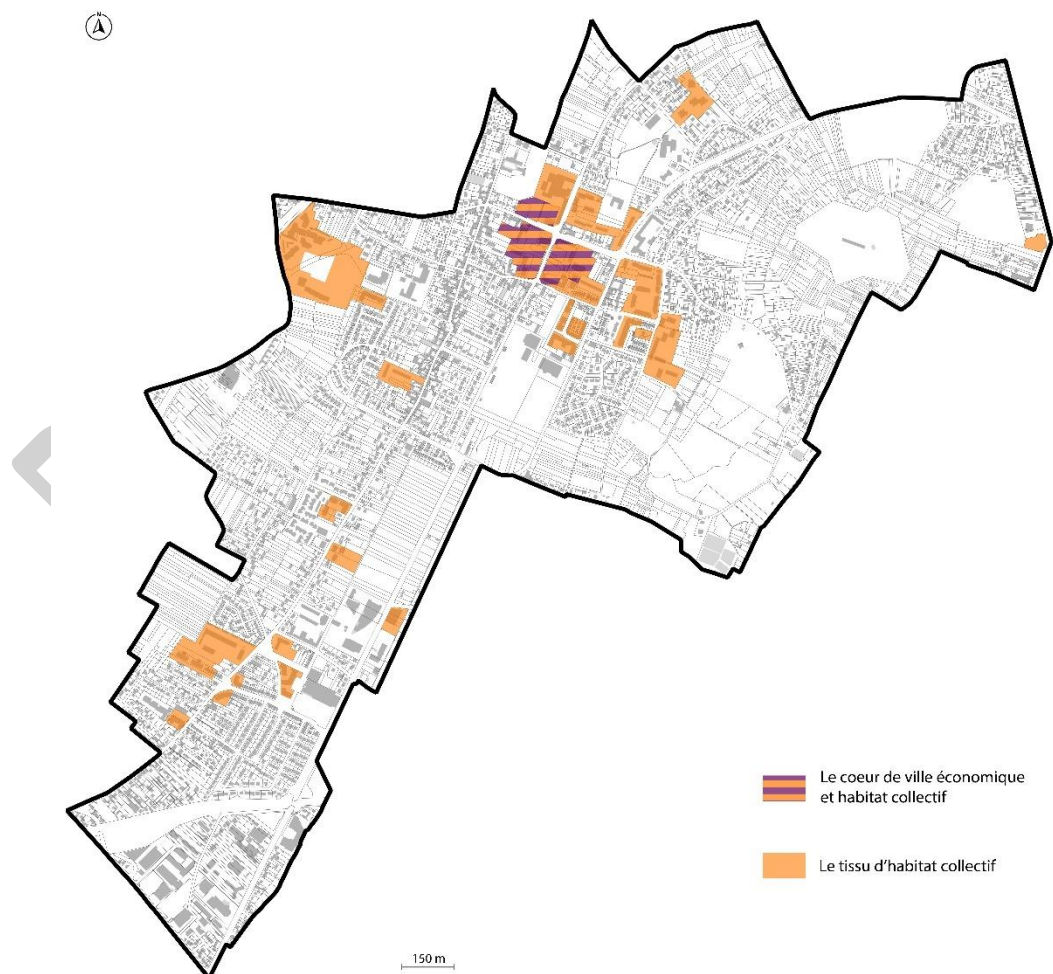 N
Le coeur de ville économique
et habitat collectif
Le tissu d'habitat collectif
150 m